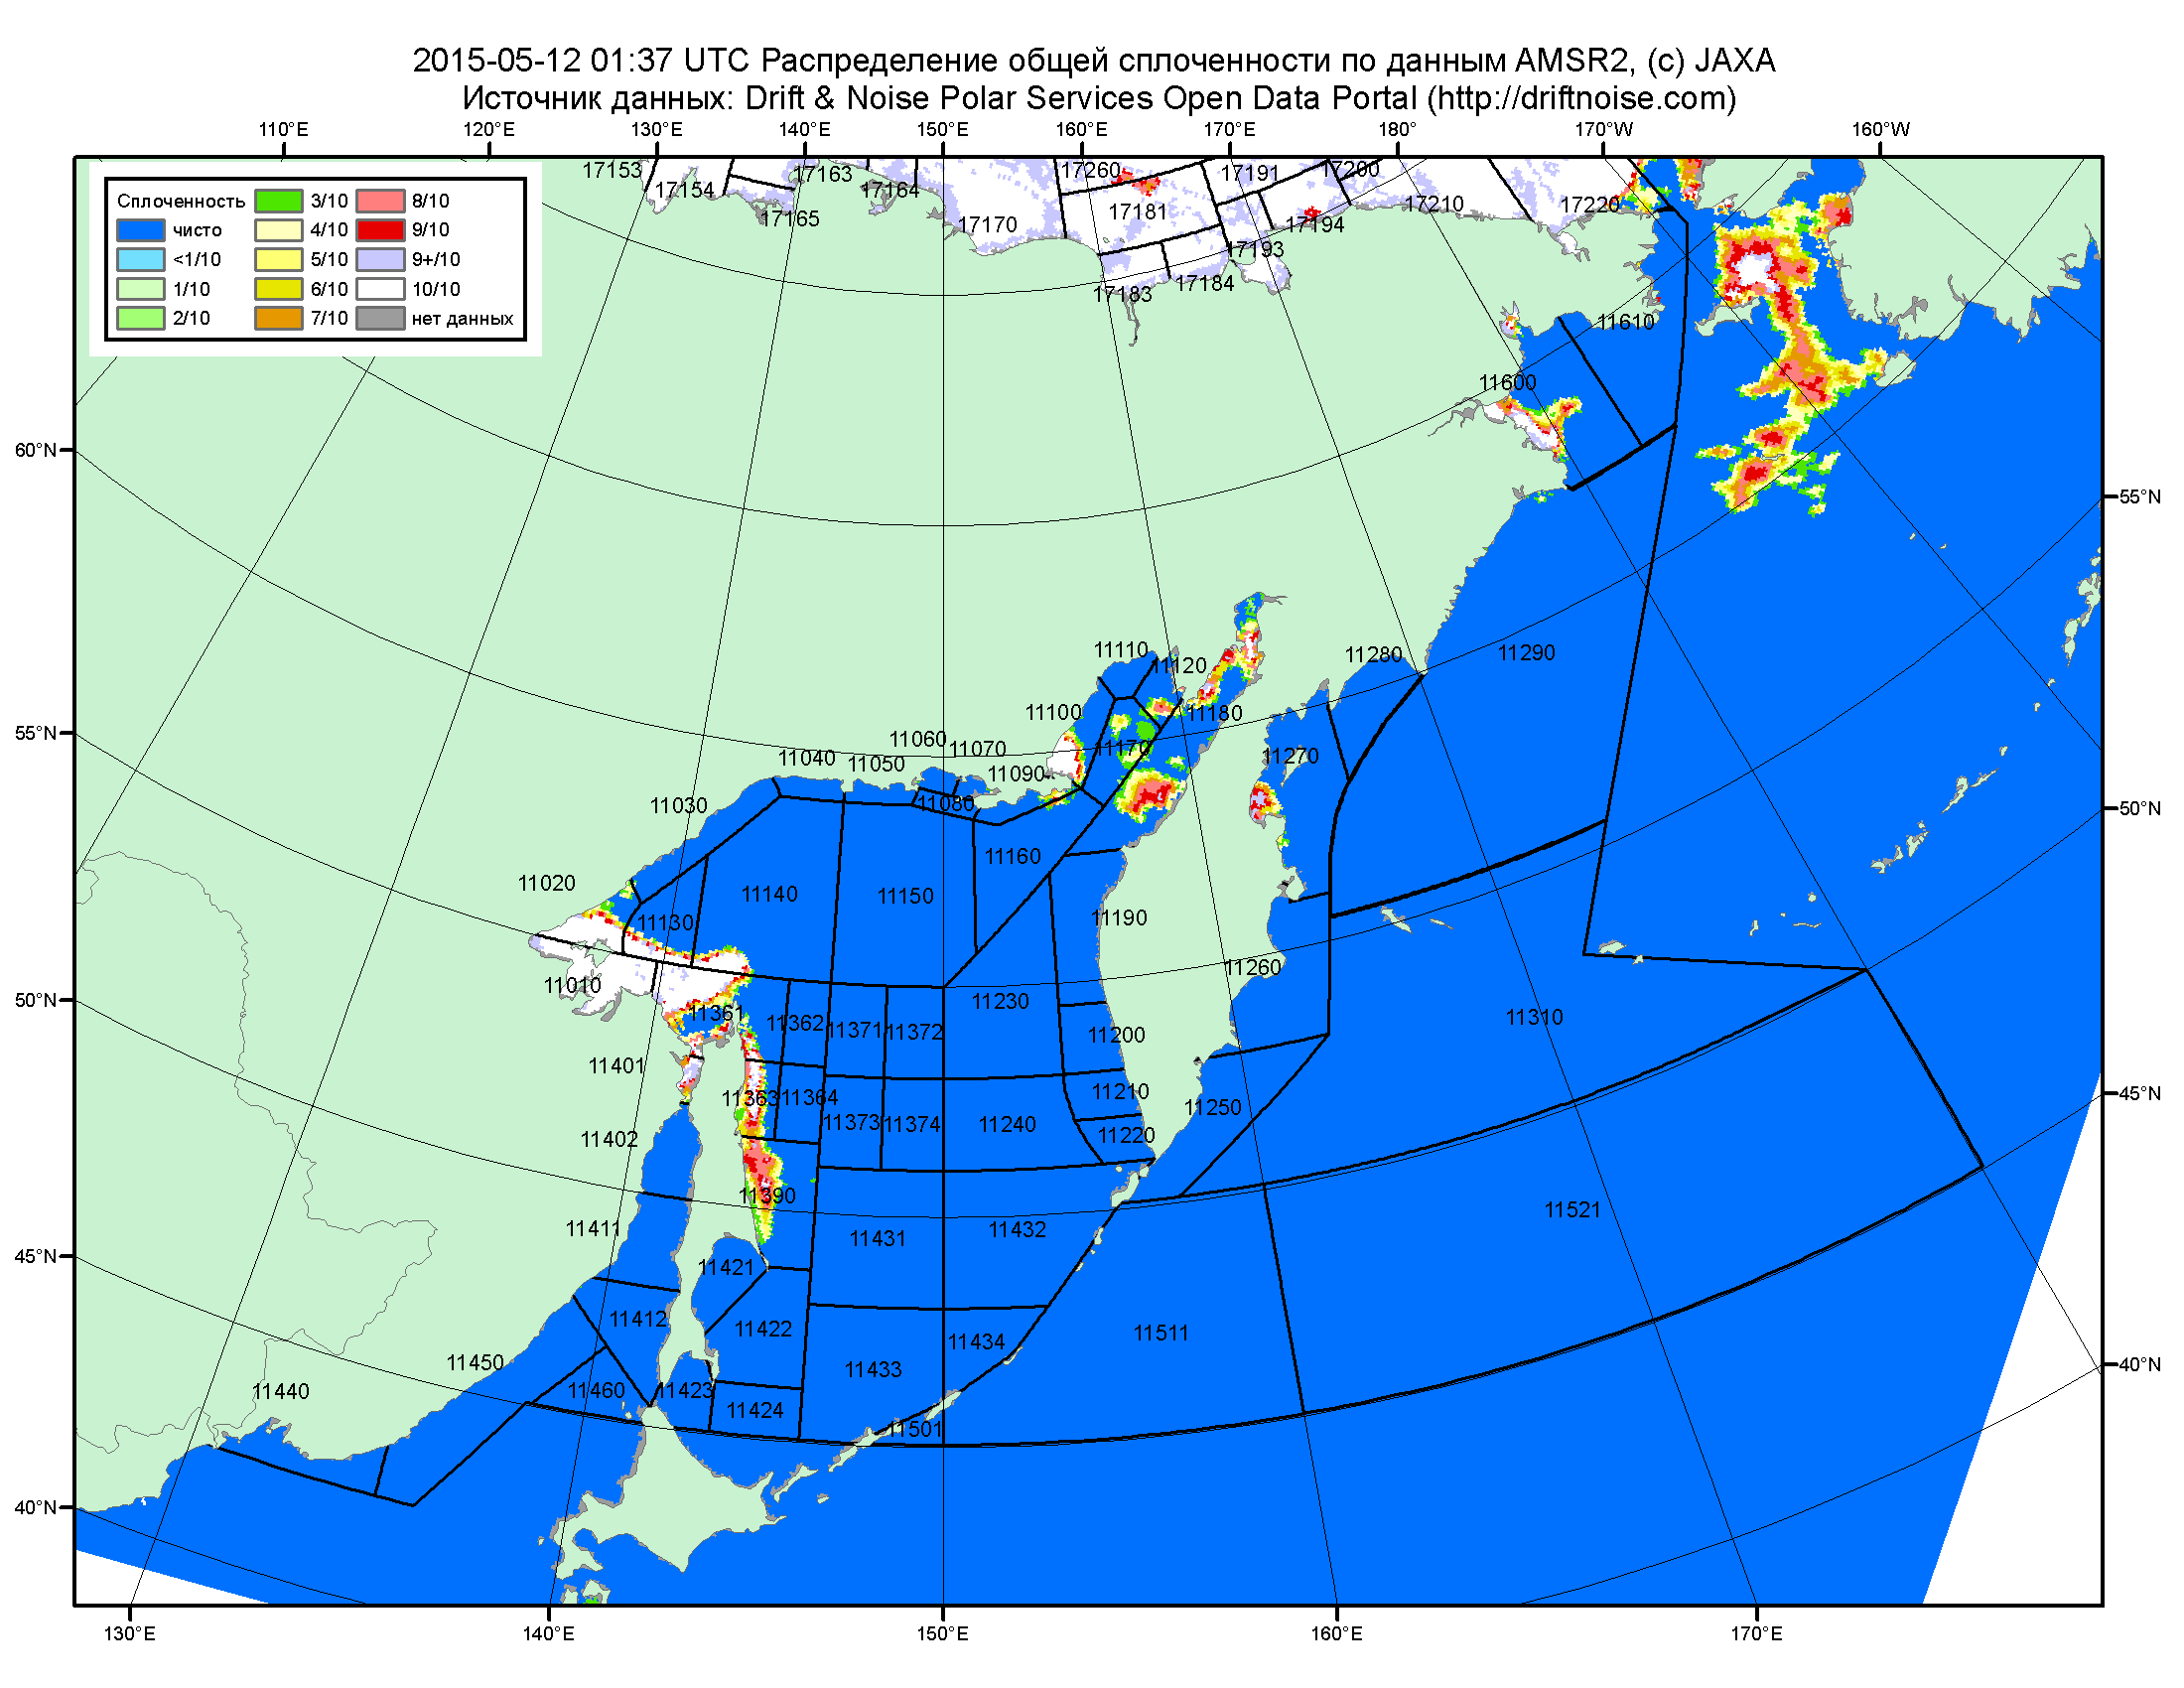 2015-05-12 01:37 UTC Распределение общей сплоченности по данным AMSR2, (c) JAXA
Источник данных: Drift & Noise Polar Services Open Data Portal (http://driftnoise.com)
110°E 120°E 130°E 140°E 150°E 160°E 170°E 180° 170°W 160°W
Сплоченность 3/10 8/10
чисто 4/10 9/10
<1/10 5/10 9+/10
1/10 6/10 10/10
2/10 7/10 нет данных
17153 17154 17163 17164 17165 17170
17260 17191 17200 17181 17210 17220
17194 17193 17183 17184
11610
11600
60°N
55°N
11110 11120 11280 11290
11100 11180
55°N 11060 11070 11170 11270
11040 11050 11090
11030 11080 50°N
11160
11020 11140 11150
11130 11190
11260
11010 50°N
11230
11361 11362 11371 11372 11200 11310
11401 11210 45°N
11363 11364 11373 11374 11240 11250
11402 11220
11390
11411 11431 11432 11521
45°N 11421
11412 11422 11434 11511
11450 11433 40°N
11440 11460 11423
11424 11501
40°N
130°E 140°E 150°E 160°E 170°E